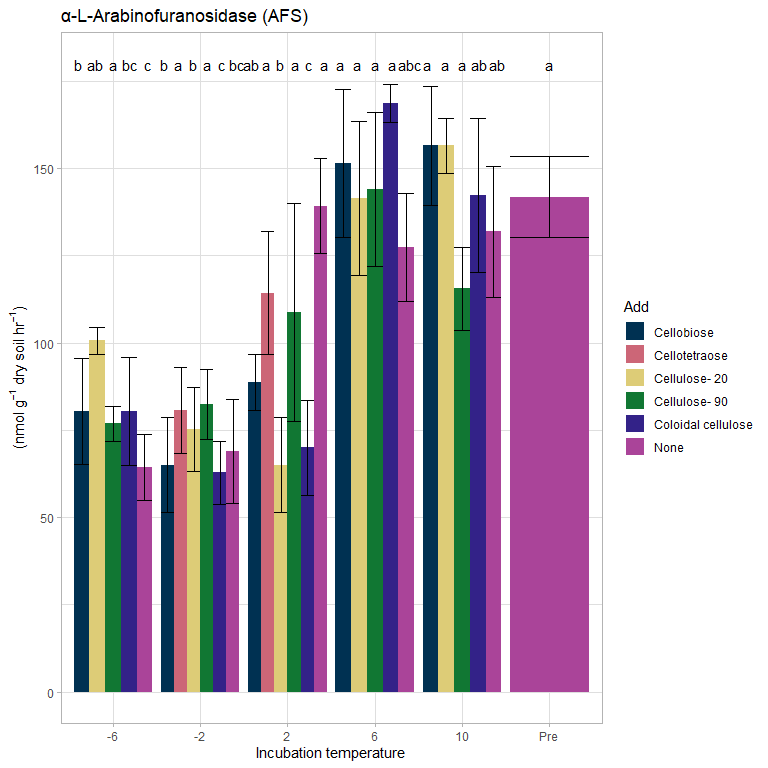 α-L-Arabinofuranosidase (AFS)
b ab a bc c b a b a c bc ab a b a c a a a a a abc a a a ab ab a
150
100
50
0
(nmol g⁻¹ dry soil hr⁻¹)
-6 -2 2 6 10 Pre
Incubation temperature
Add
Cellobiose
Cellotetraose
Cellulose- 20
Cellulose- 90
Coloidal cellulose
None